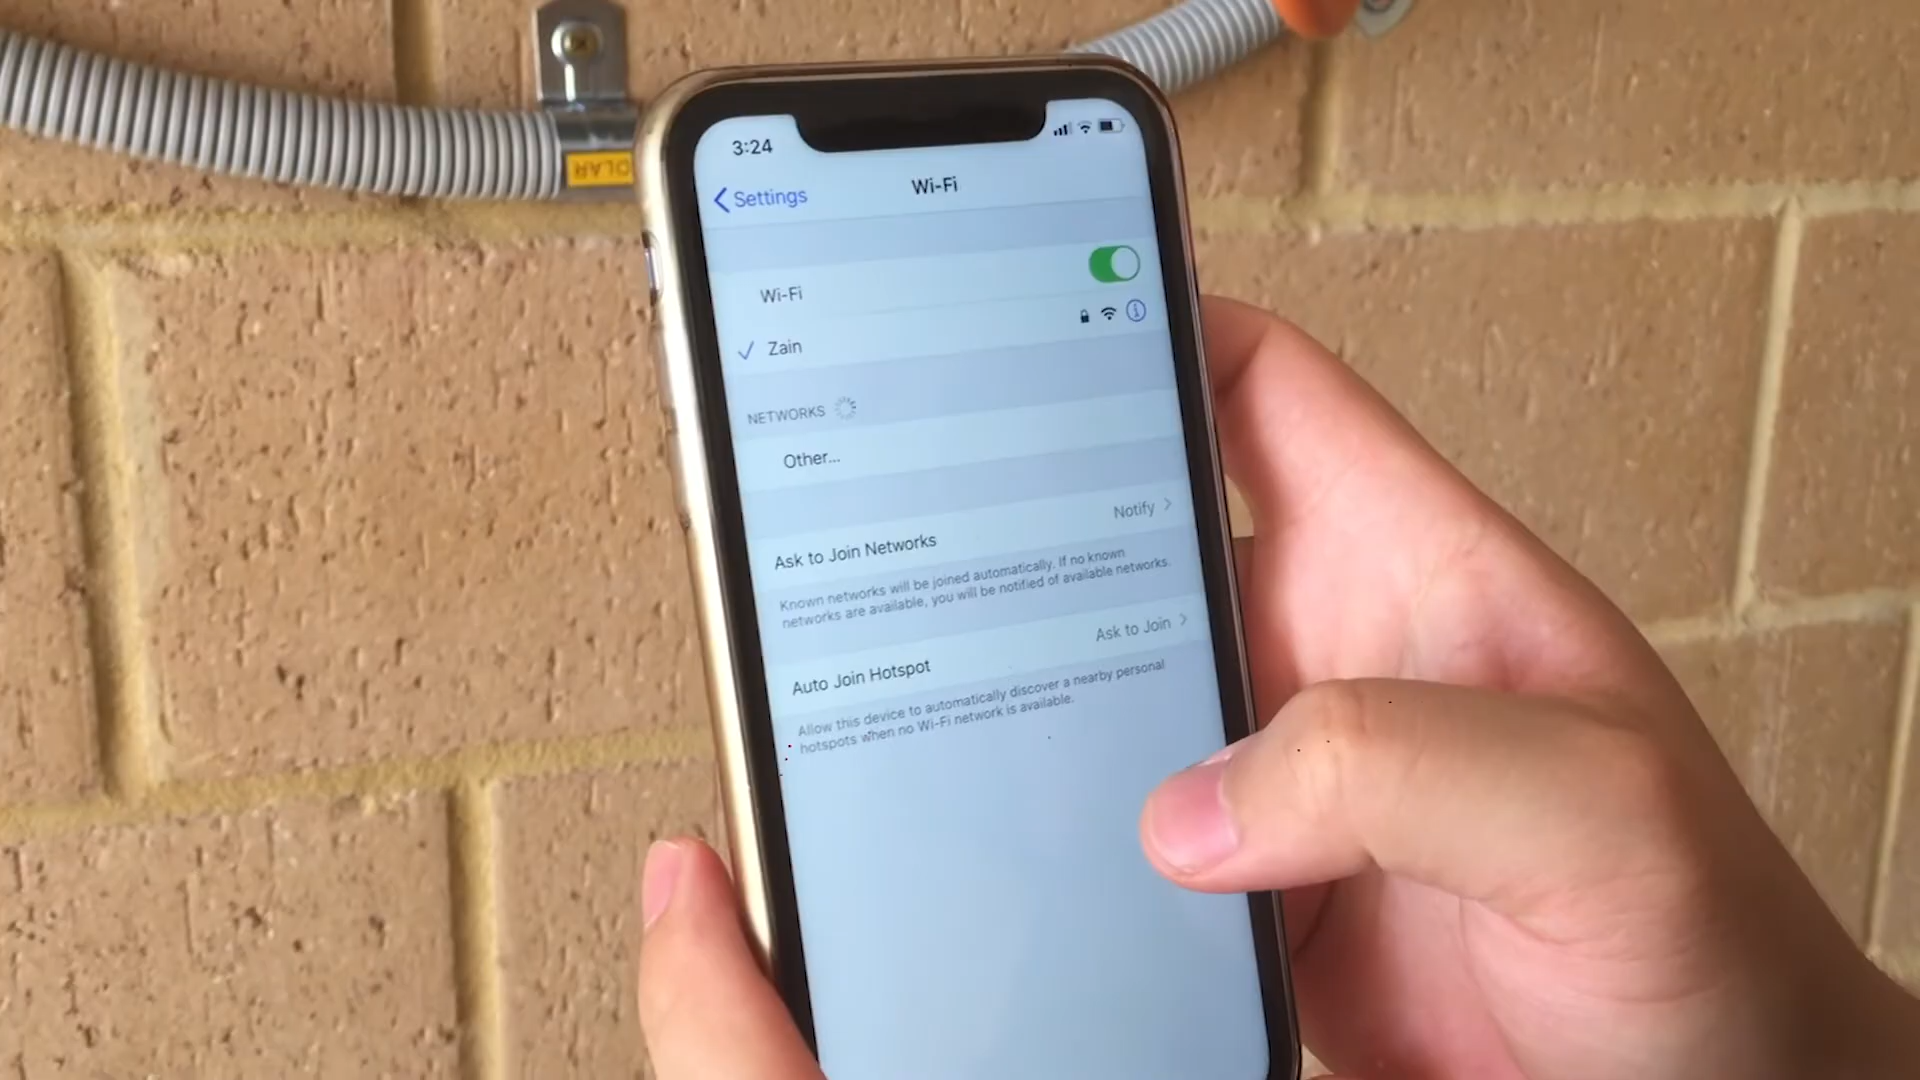 OLAR
3:24
Settings
Wi-Fi
Wi-Fi
Zain
NETWORKS
Other...
Ask to Join Networks
Notify
Known networks will be joined automatically. If no known
networks are available, you will be notified of available networks.
Auto Join Hotspot
Ask to Join
Allow this device to automatically discover a nearby personal
hotspots when no Wi-Fi network is available.